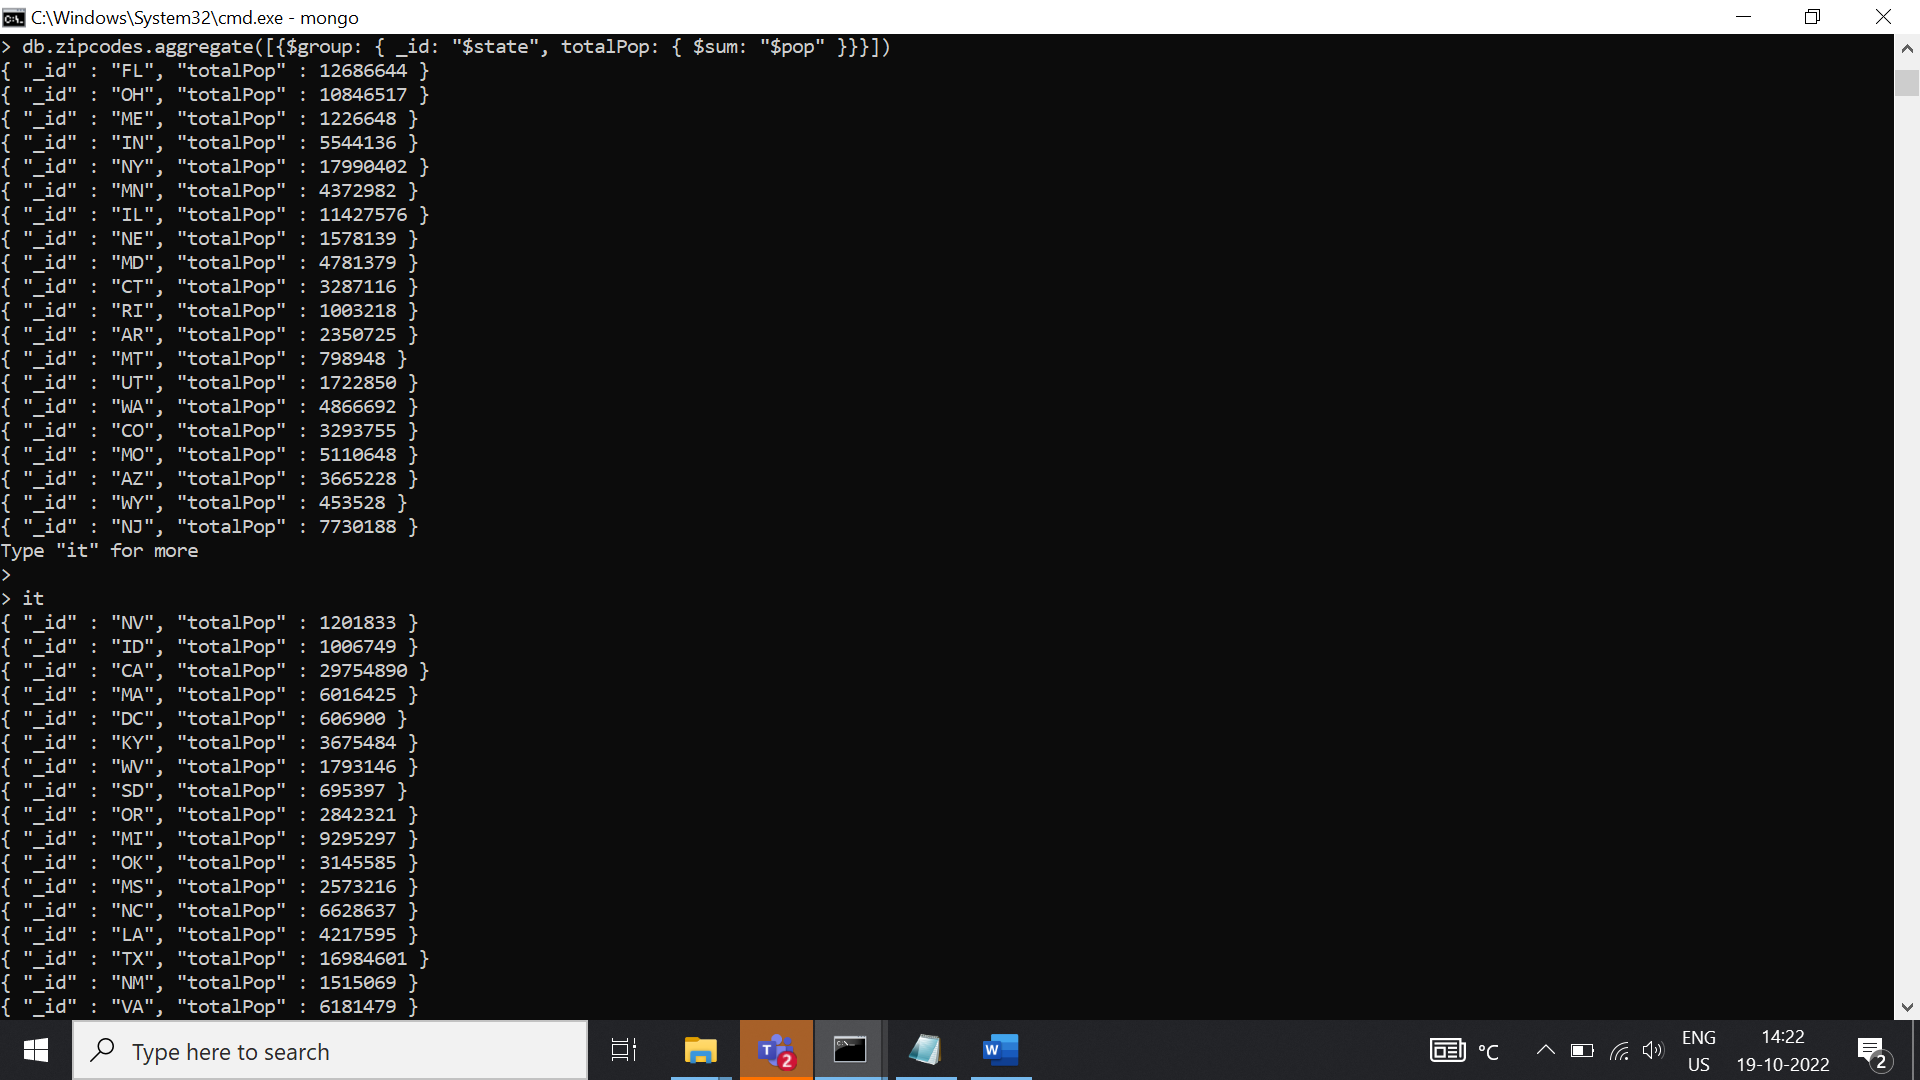 C:\Windows\System32\cmd.exe - mongo
> db.zipcodes.aggregate([{$group: { _id: "$state", totalPop: { $sum: "$pop" }}}])
{ "_id" : "FL", "totalPop" : 12686644 }
{ "_id" : "OH", "totalPop" : 10846517 }
{ "_id" : "ME", "totalPop" : 1226648 }
{ "_id" : "IN", "totalPop" : 5544136 }
{ "_id" : "NY", "totalPop" : 17990402 }
{ "_id" : "MN", "totalPop" : 4372982 }
{ "_id" : "IL", "totalPop" : 11427576 }
{ "_id" : "NE", "totalPop" : 1578139 }
{ "_id" : "MD", "totalPop" : 4781379 }
{ "_id" : "CT", "totalPop" : 3287116 }
{ "_id" : "RI", "totalPop" : 1003218 }
{ "_id" : "AR", "totalPop" : 2350725 }
{ "_id" : "MT", "totalPop" : 798948 }
{ "_id" : "UT", "totalPop" : 1722850 }
{ "_id" : "WA", "totalPop" : 4866692 }
{ "_id" : "CO", "totalPop" : 3293755 }
{ "_id" : "MO", "totalPop" : 5110648 }
{ "_id" : "AZ", "totalPop" : 3665228 }
{ "_id" : "WY", "totalPop" : 453528 }
{ "_id" : "NJ", "totalPop" : 7730188 }
Type "it" for more
>
> it
{ "_id" : "NV", "totalPop" : 1201833 }
{ "_id" : "ID", "totalPop" : 1006749 }
{ "_id" : "CA", "totalPop" : 29754890 }
{ "_id" : "MA", "totalPop" : 6016425 }
{ "_id" : "DC", "totalPop" : 606900 }
{ "_id" : "KY", "totalPop" : 3675484 }
{ "_id" : "WV", "totalPop" : 1793146 }
{ "_id" : "SD", "totalPop" : 695397 }
{ "_id" : "OR", "totalPop" : 2842321 }
{ "_id" : "MI", "totalPop" : 9295297 }
{ "_id" : "OK", "totalPop" : 3145585 }
{ "_id" : "MS", "totalPop" : 2573216 }
{ "_id" : "NC", "totalPop" : 6628637 }
{ "_id" : "LA", "totalPop" : 4217595 }
{ "_id" : "TX", "totalPop" : 16984601 }
{ "_id" : "NM", "totalPop" : 1515069 }
{ "_id" : "VA", "totalPop" : 6181479 }
Type here to search
T 2
C:\_
W
°C
ENG
US
14:22
19-10-2022
2